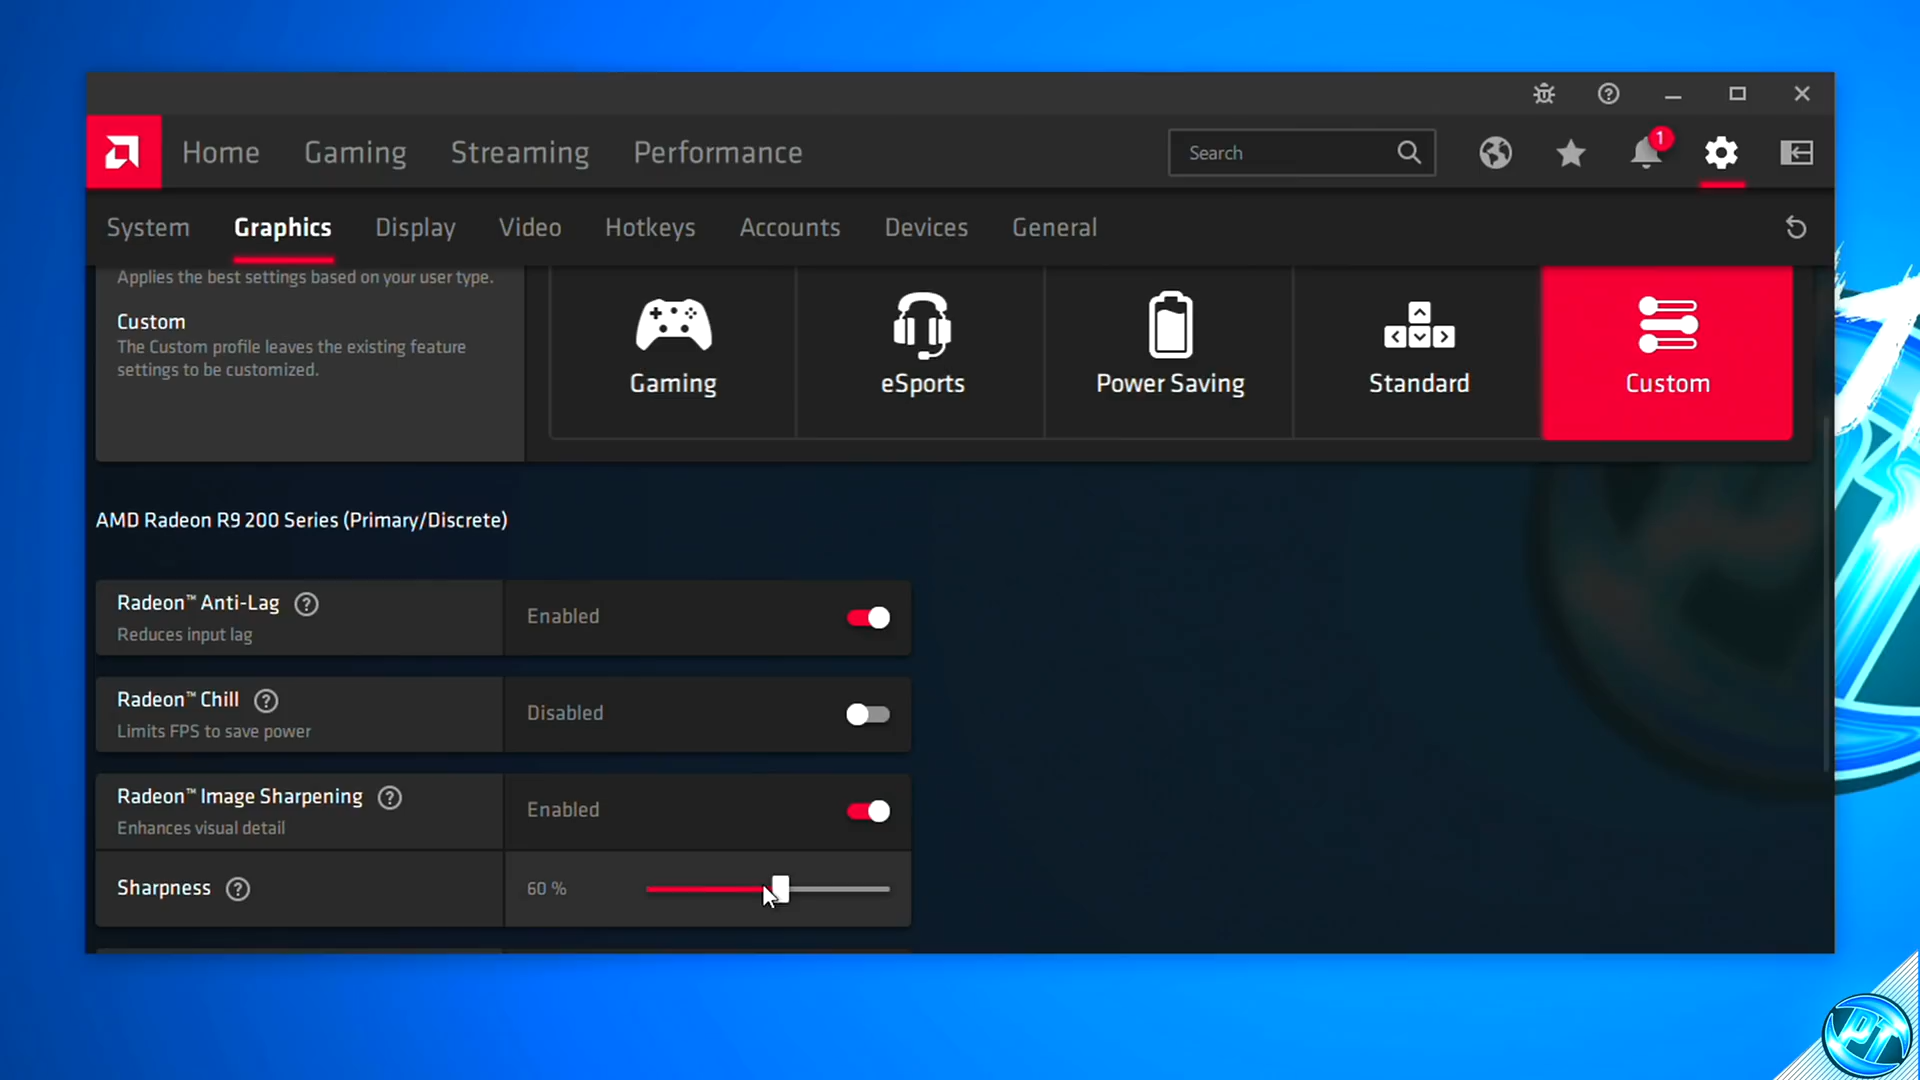 Home Gaming Streaming Performance
Search
1
System Graphics Display Video Hotkeys Accounts Devices General
Applies the best settings based on your user type.
Custom
The Custom profile leaves the existing feature
settings to be customized.
Gaming
eSports
Power Saving
Standard
Custom
AMD Radeon R9 200 Series (Primary/Discrete)
Radeon™ Anti-Lag ?
Reduces input lag
Enabled
Radeon™ Chill ?
Limits FPS to save power
Disabled
Radeon™ Image Sharpening ?
Enhances visual detail
Enabled
Sharpness ?
60 %
PT